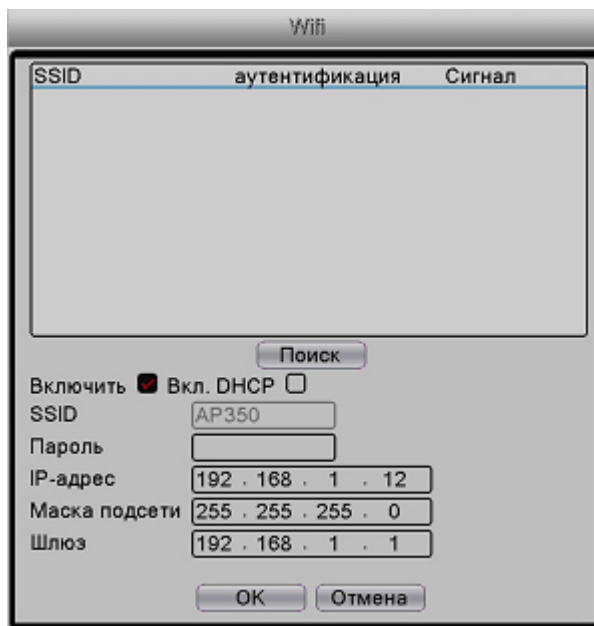 Wifi
SSID аутентификация Сигнал
Поиск
Включить Вкл. DHCP
SSID AP350
Пароль
IP-адрес 192 . 168 . 1 . 12
Маска подсети 255 . 255 . 255 . 0
Шлюз 192 . 168 . 1 . 1
OK Отмена